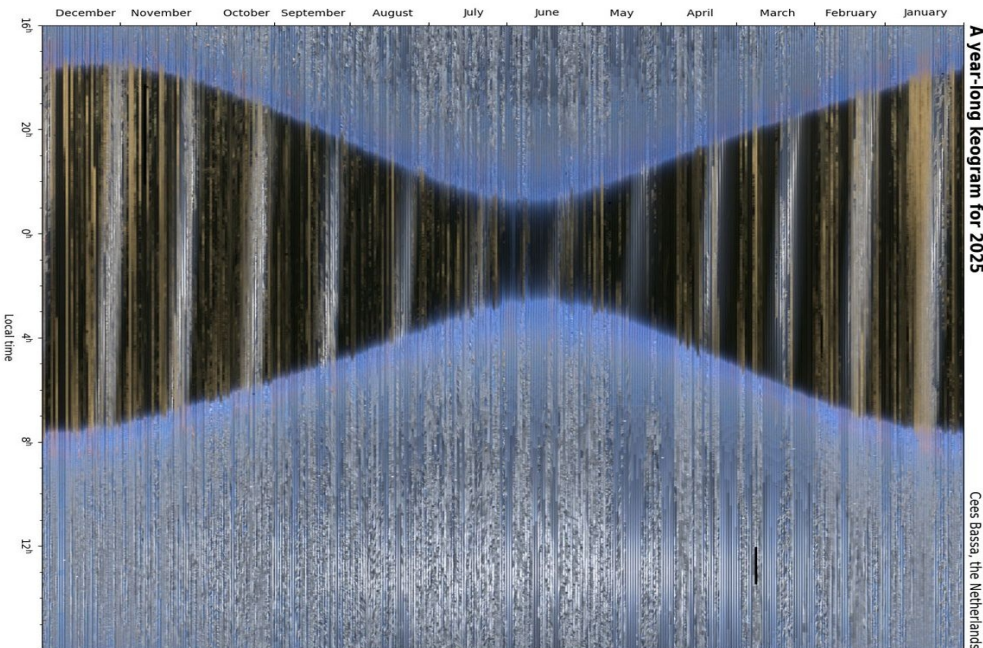 A year-long keogram for 2025
Cees Bassa, the Netherlands
December November October September August July June May April March February January
16h
20h
0h
4h
8h
12h
Local time